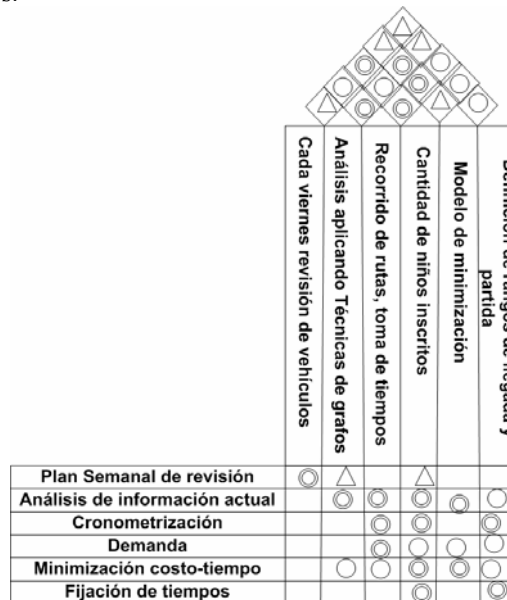 Cada viernes revisión de vehículos
Análisis aplicando Técnicas de grafos
Recorrido de rutas, toma de tiempos
Cantidad de niños inscritos
Modelo de minimización
partida
Plan Semanal de revisión
Análisis de información actual
Cronometrización
Demanda
Minimización costo-tiempo
Fijación de tiempos